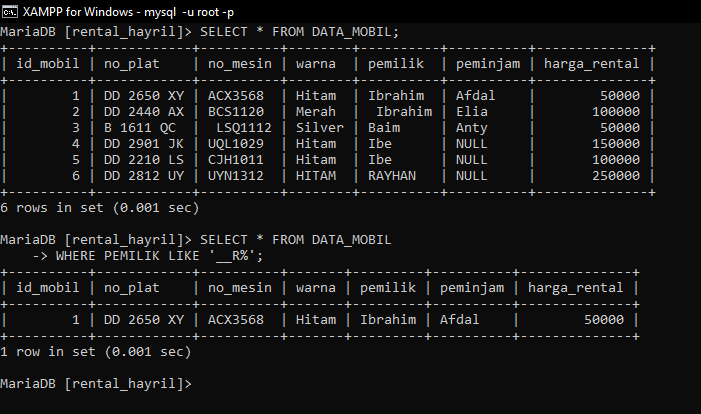 XAMPP for Windows - mysql -u root -p
MariaDB [rental_hayril]> SELECT * FROM DATA_MOBIL;
+----------+------------+-----------+--------+----------+----------+--------------+
| id_mobil | no_plat    | no_mesin  | warna  | pemilik  | peminjam | harga_rental |
+----------+------------+-----------+--------+----------+----------+--------------+
|        1 | DD 2650 XY | ACX3568   | Hitam  | Ibrahim  | Afdal    |        50000 |
|        2 | DD 2440 AX | BCS1120   | Merah  |  Ibrahim | Elia     |       100000 |
|        3 | B 1611 QC  |  LSQ1112  | Silver | Baim     | Anty     |        50000 |
|        4 | DD 2901 JK | UQL1029   | Hitam  | Ibe      | NULL     |       150000 |
|        5 | DD 2210 LS | CJH1011   | Hitam  | Ibe      | NULL     |       100000 |
|        6 | DD 2812 UY | UYN1312   | HITAM  | RAYHAN   | NULL     |       250000 |
+----------+------------+-----------+--------+----------+----------+--------------+
6 rows in set (0.001 sec)
MariaDB [rental_hayril]> SELECT * FROM DATA_MOBIL
    -> WHERE PEMILIK LIKE '__R%';
+----------+------------+----------+-------+---------+----------+--------------+
| id_mobil | no_plat    | no_mesin | warna | pemilik | peminjam | harga_rental |
+----------+------------+----------+-------+---------+----------+--------------+
|        1 | DD 2650 XY | ACX3568  | Hitam | Ibrahim | Afdal    |        50000 |
+----------+------------+----------+-------+---------+----------+--------------+
1 row in set (0.001 sec)
MariaDB [rental_hayril]>